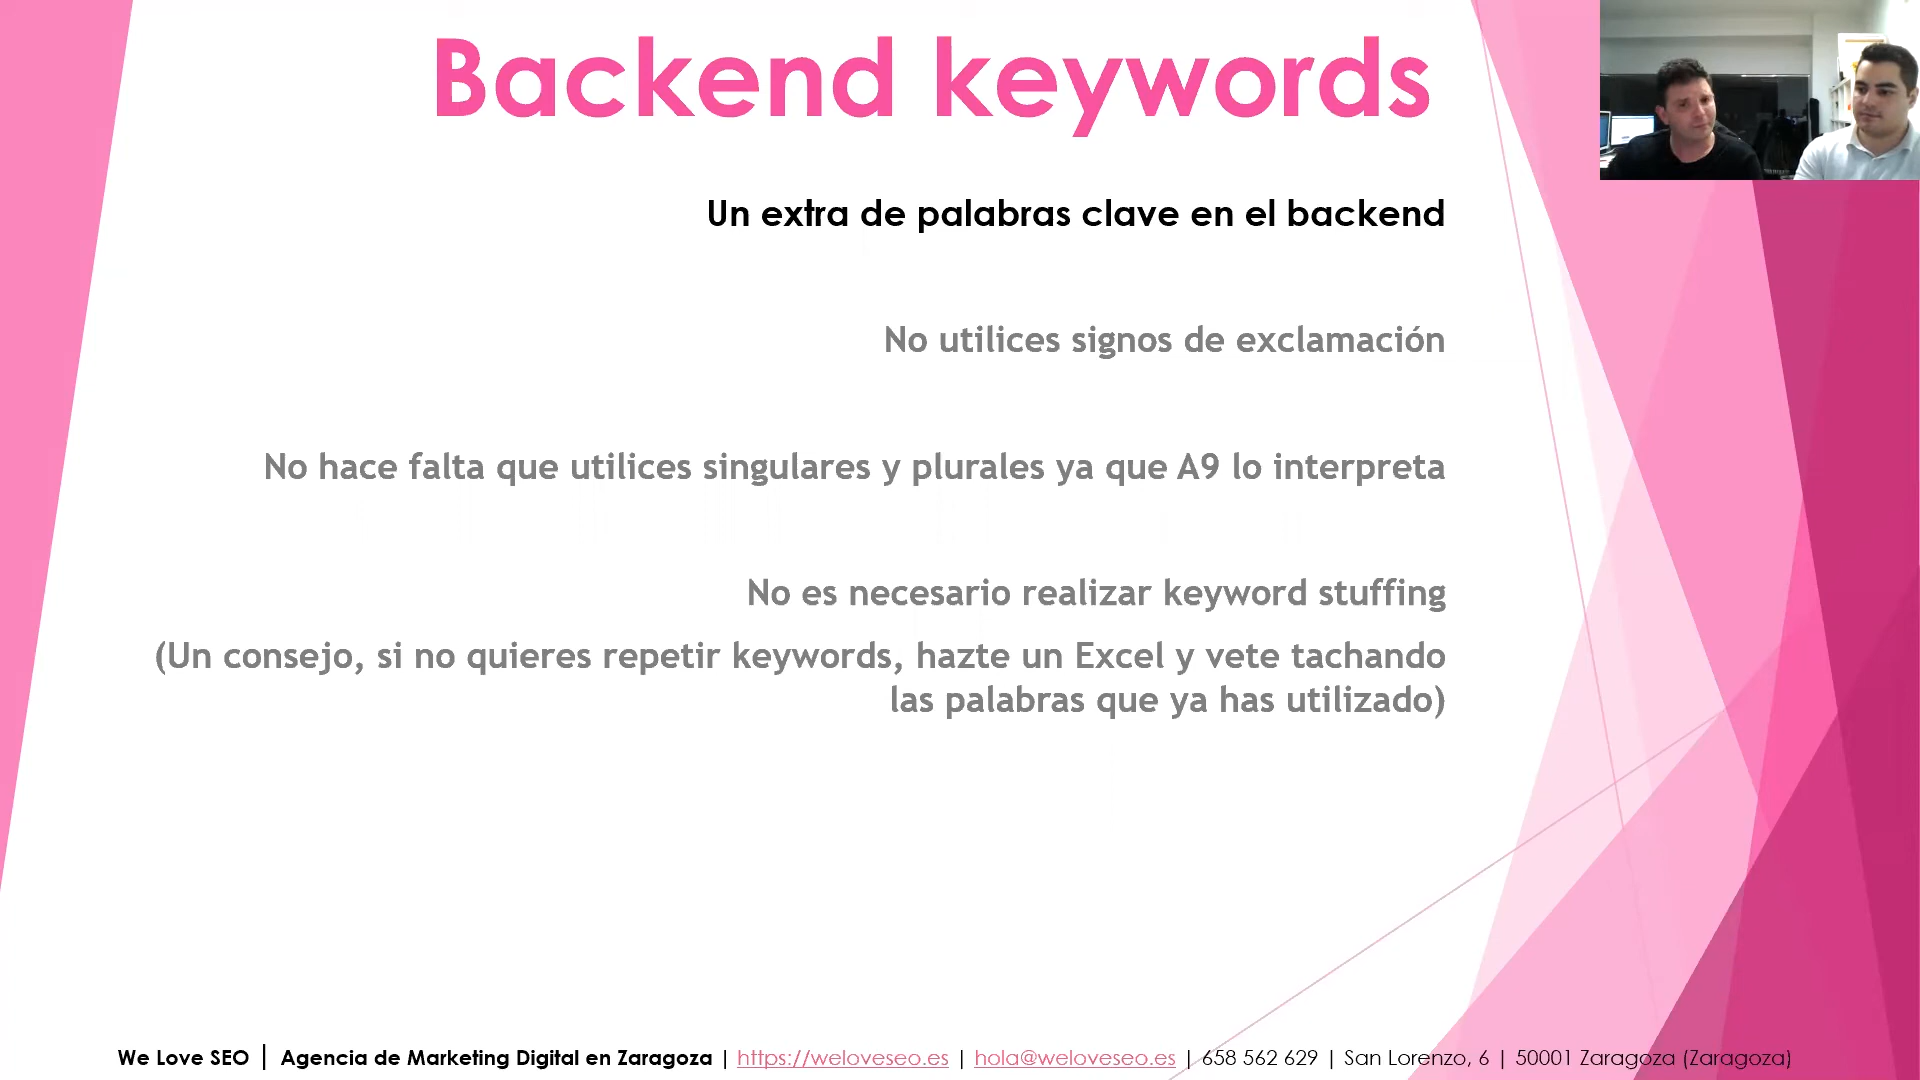 Backend keywords
Un extra de palabras clave en el backend
No utilices signos de exclamación
No hace falta que utilices singulares y plurales ya que A9 lo interpreta
No es necesario realizar keyword stuffing
(Un consejo, si no quieres repetir keywords, hazte un Excel y vete tachando
las palabras que ya has utilizado)
We Love SEO | Agencia de Marketing Digital en Zaragoza | https://weloveseo.es | hola@weloveseo.es | 658 562 629 | San Lorenzo, 6 | 50001 Zaragoza (Zaragoza)